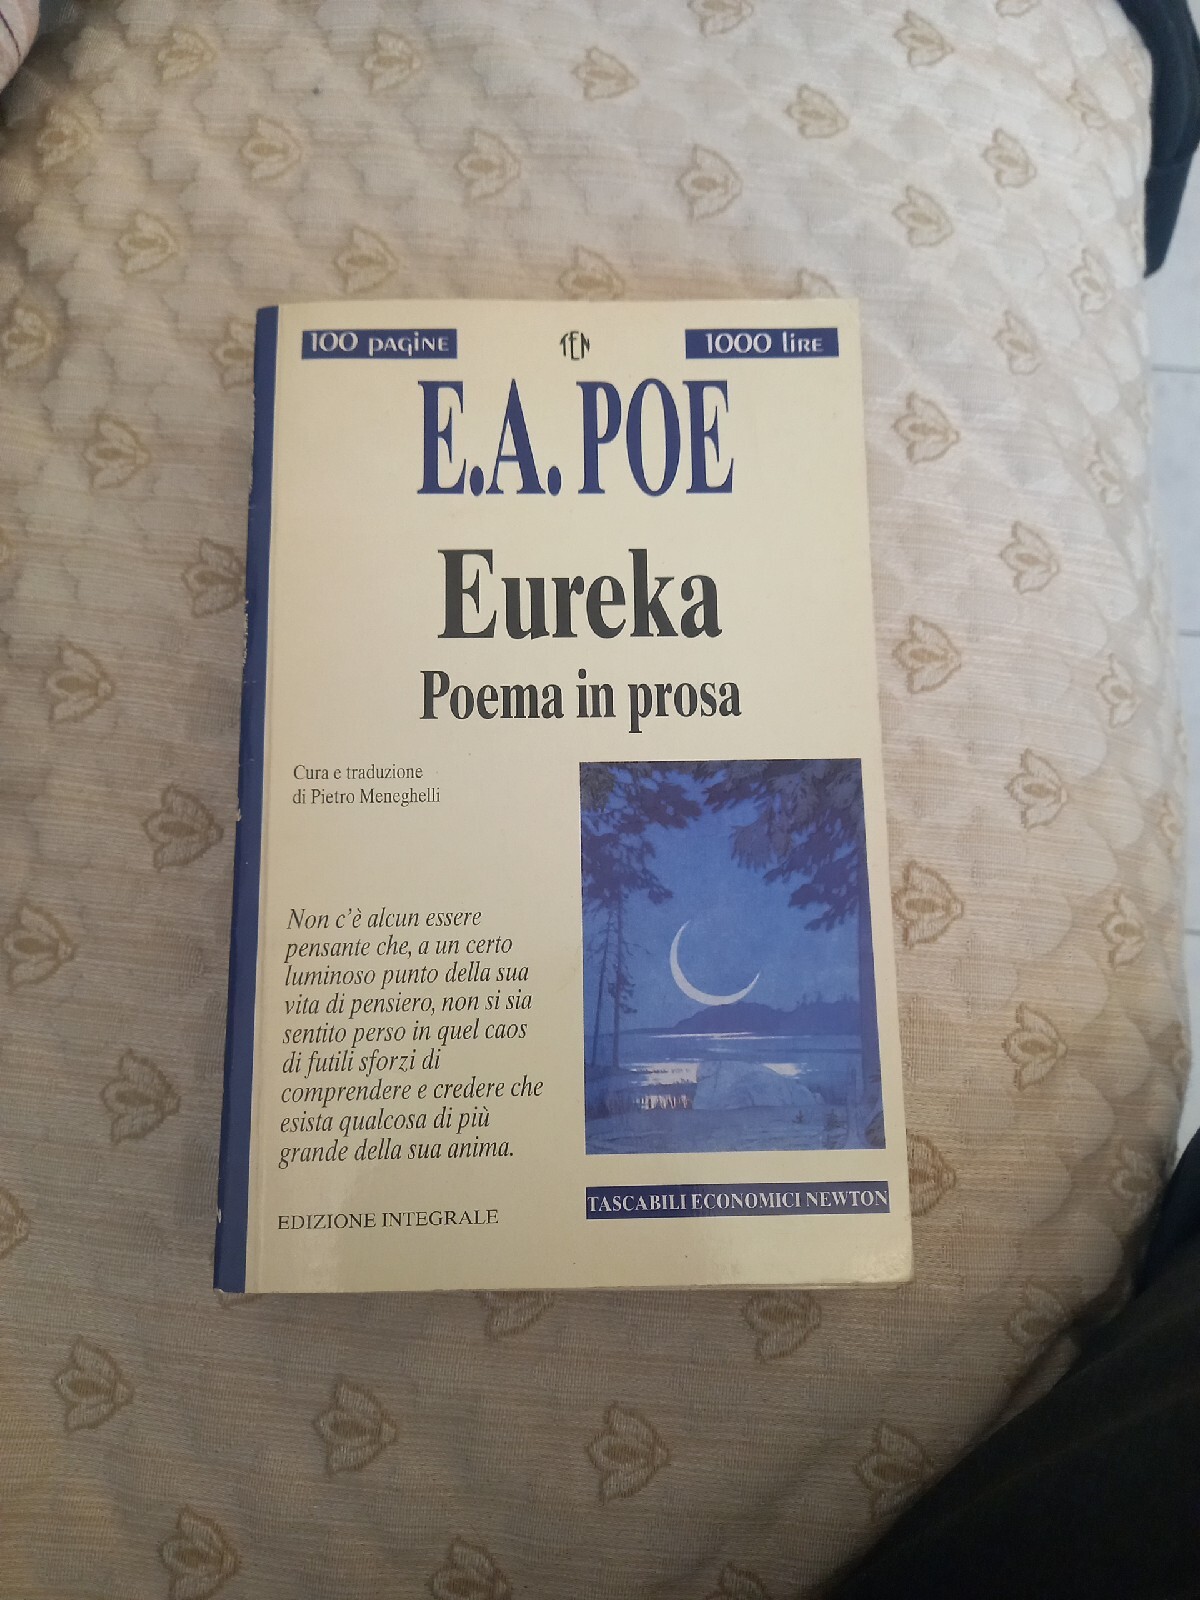 100 pagine
TEN
1000 lire
E.A. POE
Eureka
Poema in prosa
Cura e traduzione
di Pietro Meneghelli
Non c'è alcun essere
pensante che, a un certo
luminoso punto della sua
vita di pensiero, non si sia
sentito perso in quel caos
di futili sforzi di
comprendere e credere che
esista qualcosa di più
grande della sua anima.
EDIZIONE INTEGRALE
TASCABILI ECONOMICI NEWTON